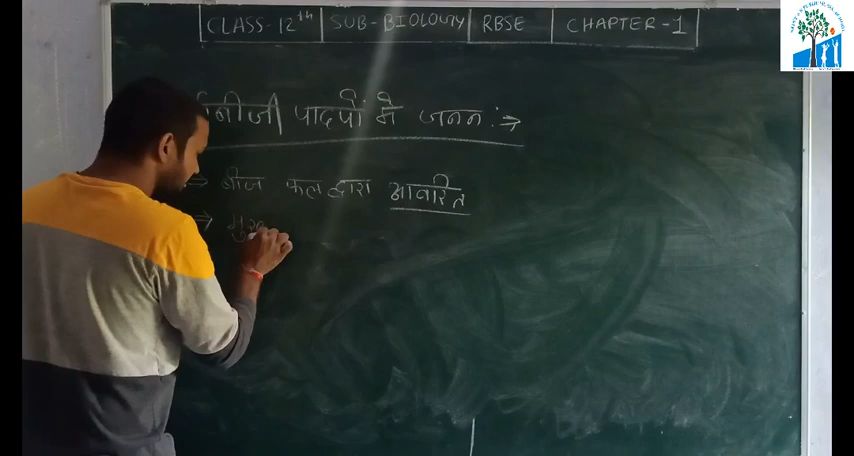 CLASS-12th SUB-BIOLOGY RBSE CHAPTER-1
बीजी पादपों में जनन :⇒
⇒ बीज फल द्वारा आवरित
⇒